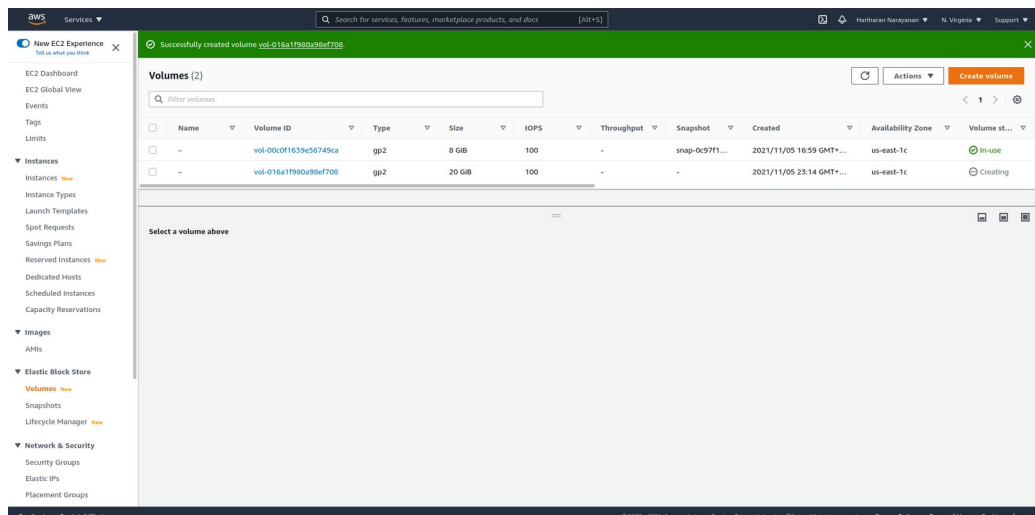 aws Services ▼ Search for services, features, marketplace products, and docs [Alt+S] Hariharan Narayanan ▼ N. Virginia ▼ Support ▼
New EC2 Experience
Tell us what you think
EC2 Dashboard
EC2 Global View
Events
Tags
Limits
▼ Instances
Instances New
Instance Types
Launch Templates
Spot Requests
Savings Plans
Reserved Instances New
Dedicated Hosts
Scheduled Instances
Capacity Reservations
▼ Images
AMIs
▼ Elastic Block Store
Volumes New
Snapshots
Lifecycle Manager New
▼ Network & Security
Security Groups
Elastic IPs
Placement Groups
Successfully created volume vol-016a1f980a98ef708.
Volumes (2) Actions ▼ Create volume
Filter volumes 1
Name Volume ID Type Size IOPS Throughput Snapshot Created Availability Zone Volume st...
– vol-00c0f1639e56749ca gp2 8 GiB 100 - snap-0c97f1... 2021/11/05 16:59 GMT+... us-east-1c In-use
– vol-016a1f980a98ef708 gp2 20 GiB 100 - - 2021/11/05 23:14 GMT+... us-east-1c Creating
Select a volume above